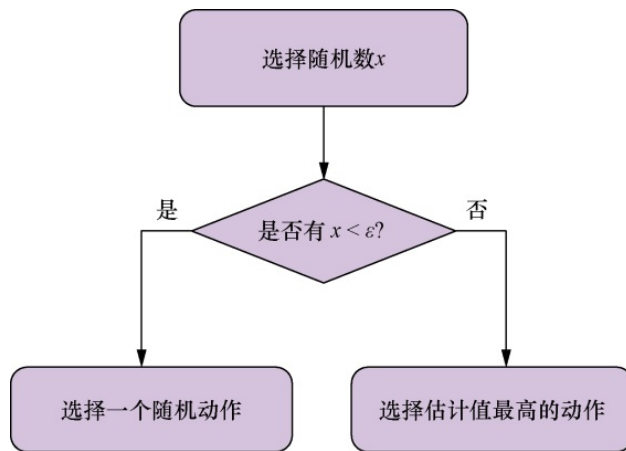 选择随机数x
是
是否有 x < ε?
否
选择一个随机动作
选择估计值最高的动作